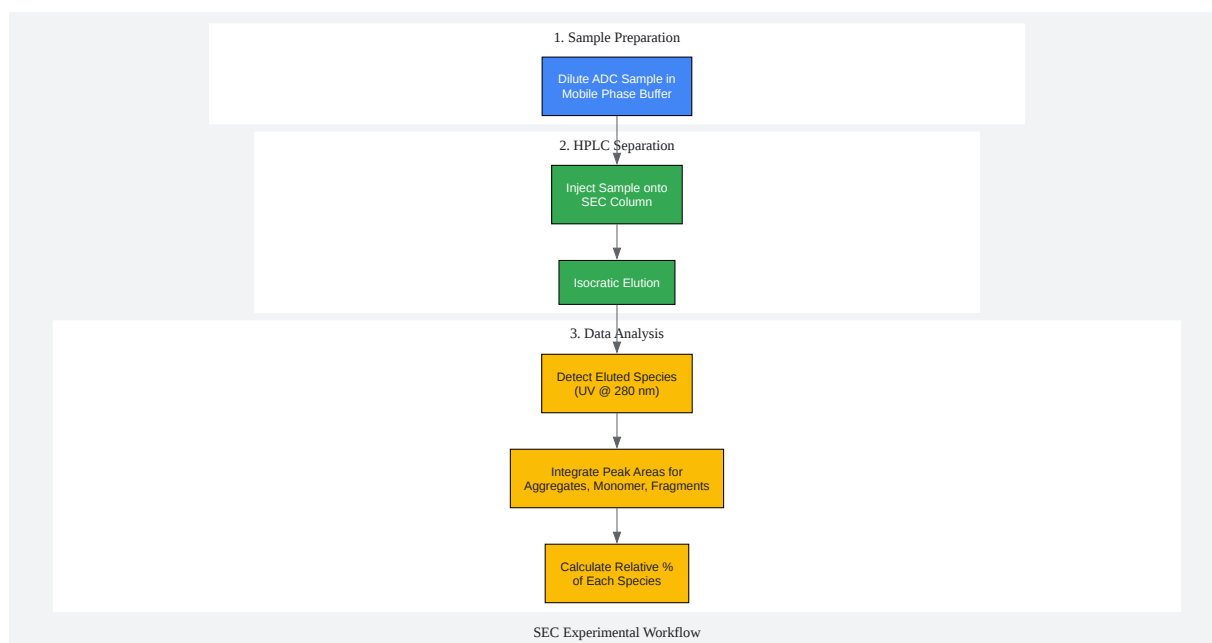 1. Sample Preparation
Dilute ADC Sample in
Mobile Phase Buffer
2. HPLC Separation
Inject Sample onto
SEC Column
Isocratic Elution
3. Data Analysis
Detect Eluted Species
(UV @ 280 nm)
Integrate Peak Areas for
Aggregates, Monomer, Fragments
Calculate Relative %
of Each Species
SEC Experimental Workflow